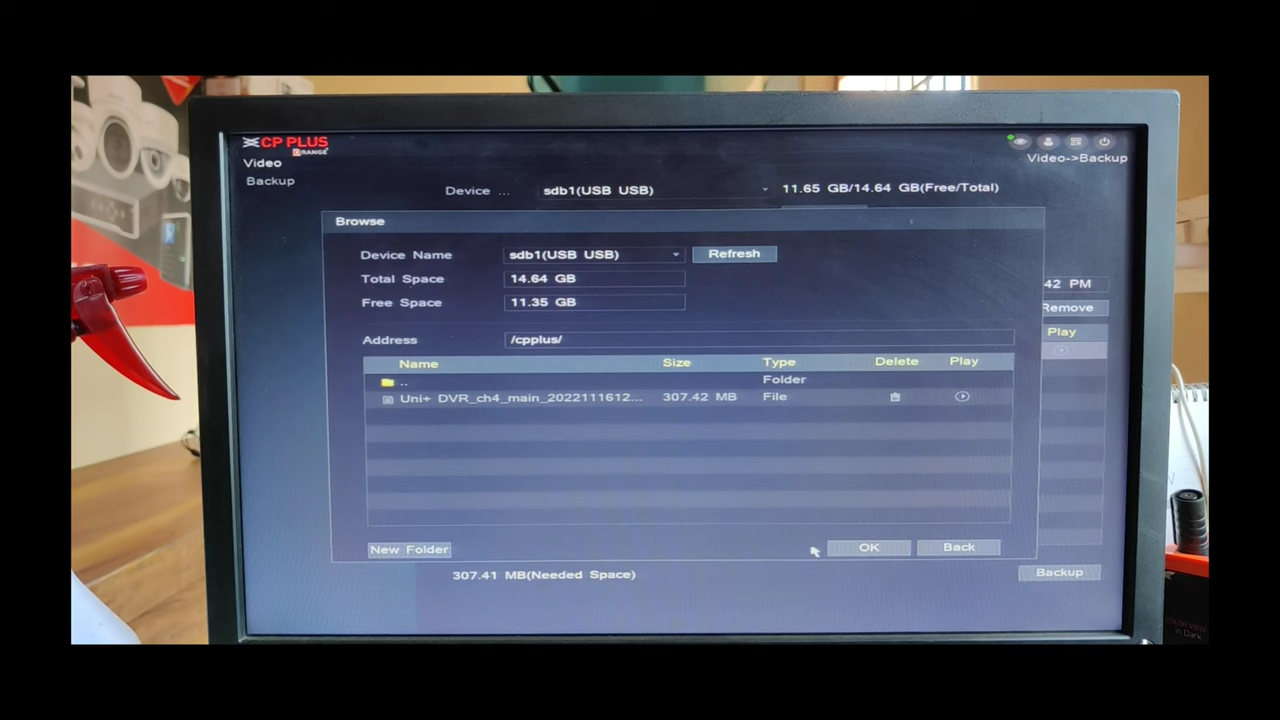 CP PLUS
ORANGE
Video
Video->Backup
Backup
Device ... sdb1(USB USB) 11.65 GB/14.64 GB(Free/Total)
Browse
Device Name sdb1(USB USB) Refresh
Total Space 14.64 GB
Free Space 11.35 GB
42 PM
Remove
Address /cpplus/
Play
Name Size Type Delete Play
.. Folder
Uni+ DVR_ch4_main_2022111612... 307.42 MB File
New Folder OK Back
307.41 MB(Needed Space) Backup